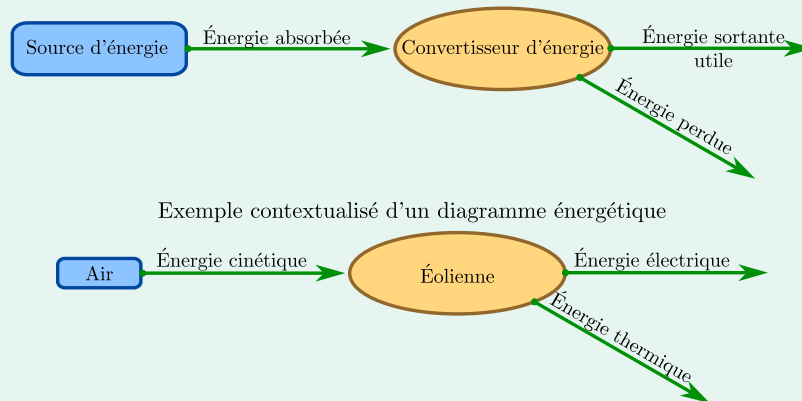 Source d'énergie
Énergie absorbée
Convertisseur d'énergie
Énergie sortante
utile
Énergie perdue
Exemple contextualisé d'un diagramme énergétique
Air
Énergie cinétique
Éolienne
Énergie électrique
Énergie thermique